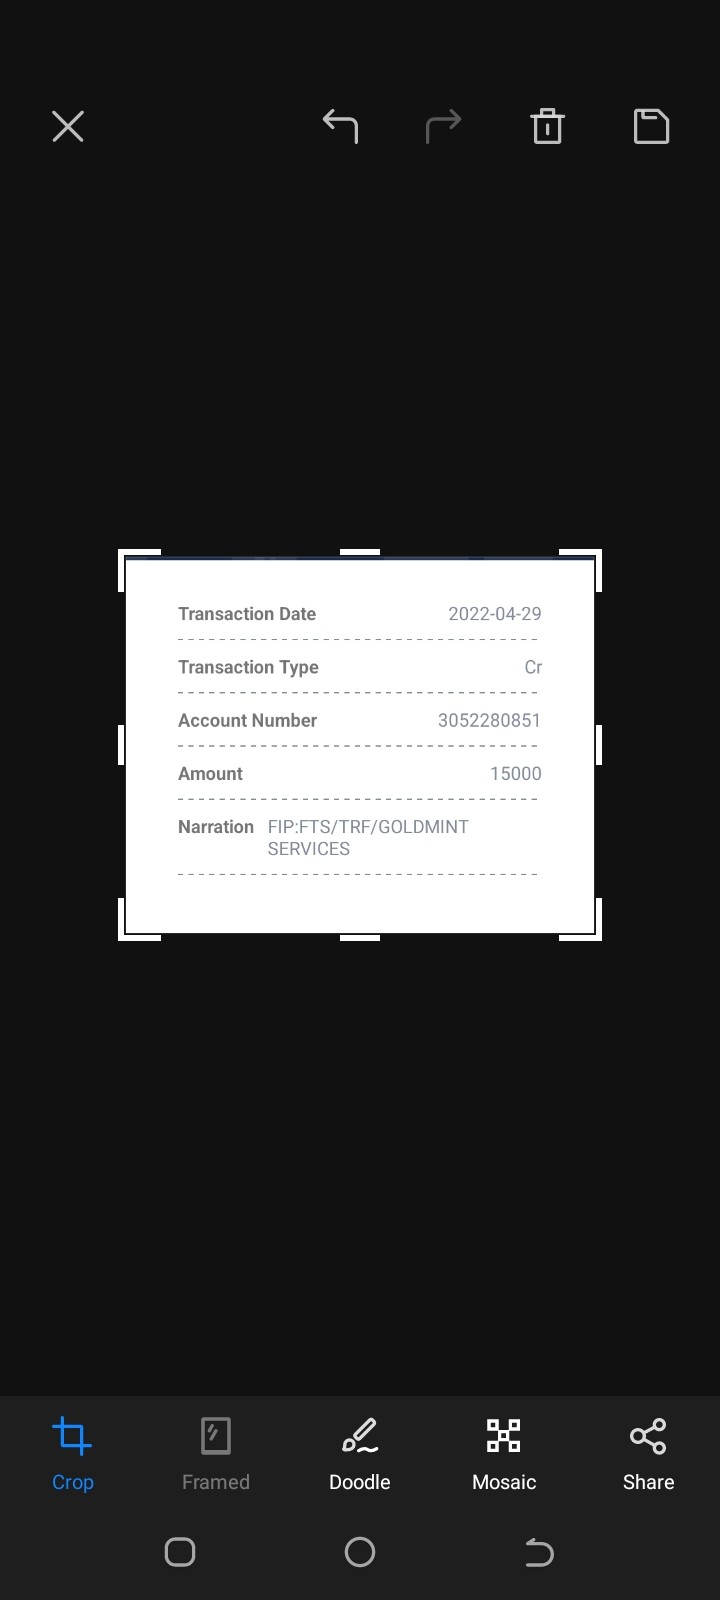 Transaction Date 2022-04-29
Transaction Type Cr
Account Number 3052280851
Amount 15000
Narration FIP:FTS/TRF/GOLDMINT
SERVICES
Crop Framed Doodle Mosaic Share